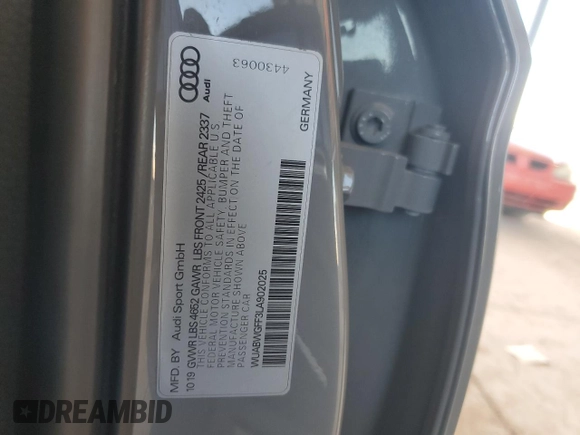 4430063
GERMANY
Audi
MFD. BY Audi Sport GmbH
10 19 GVWR LBS 4652 GAWR LBS FRONT 2425 / REAR 2337
THIS VEHICLE CONFORMS TO ALL APPLICABLE U S
FEDERAL MOTOR VEHICLE SAFETY, BUMPER AND THEFT
PREVENTION STANDARDS IN EFFECT ON THE DATE OF
MANUFACTURE SHOWN ABOVE
PASSENGER CAR
WUABWGFF3LA902025
DREAMBID